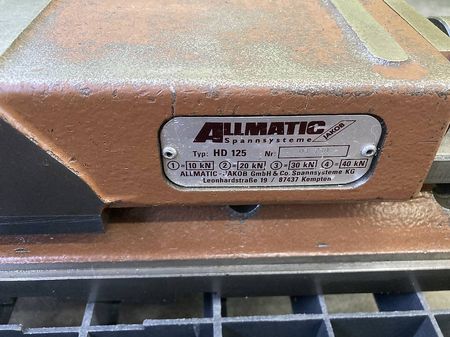 ALLMATIC JAKOB
Spannsysteme
Typ: HD 125 Nr
1 = 10 kN 2 = 20 kN 3 = 30 kN 4 = 40 kN
ALLMATIC-JAKOB GmbH & Co. Spannsysteme KG
Leonhardstraße 19 / 87437 Kempten